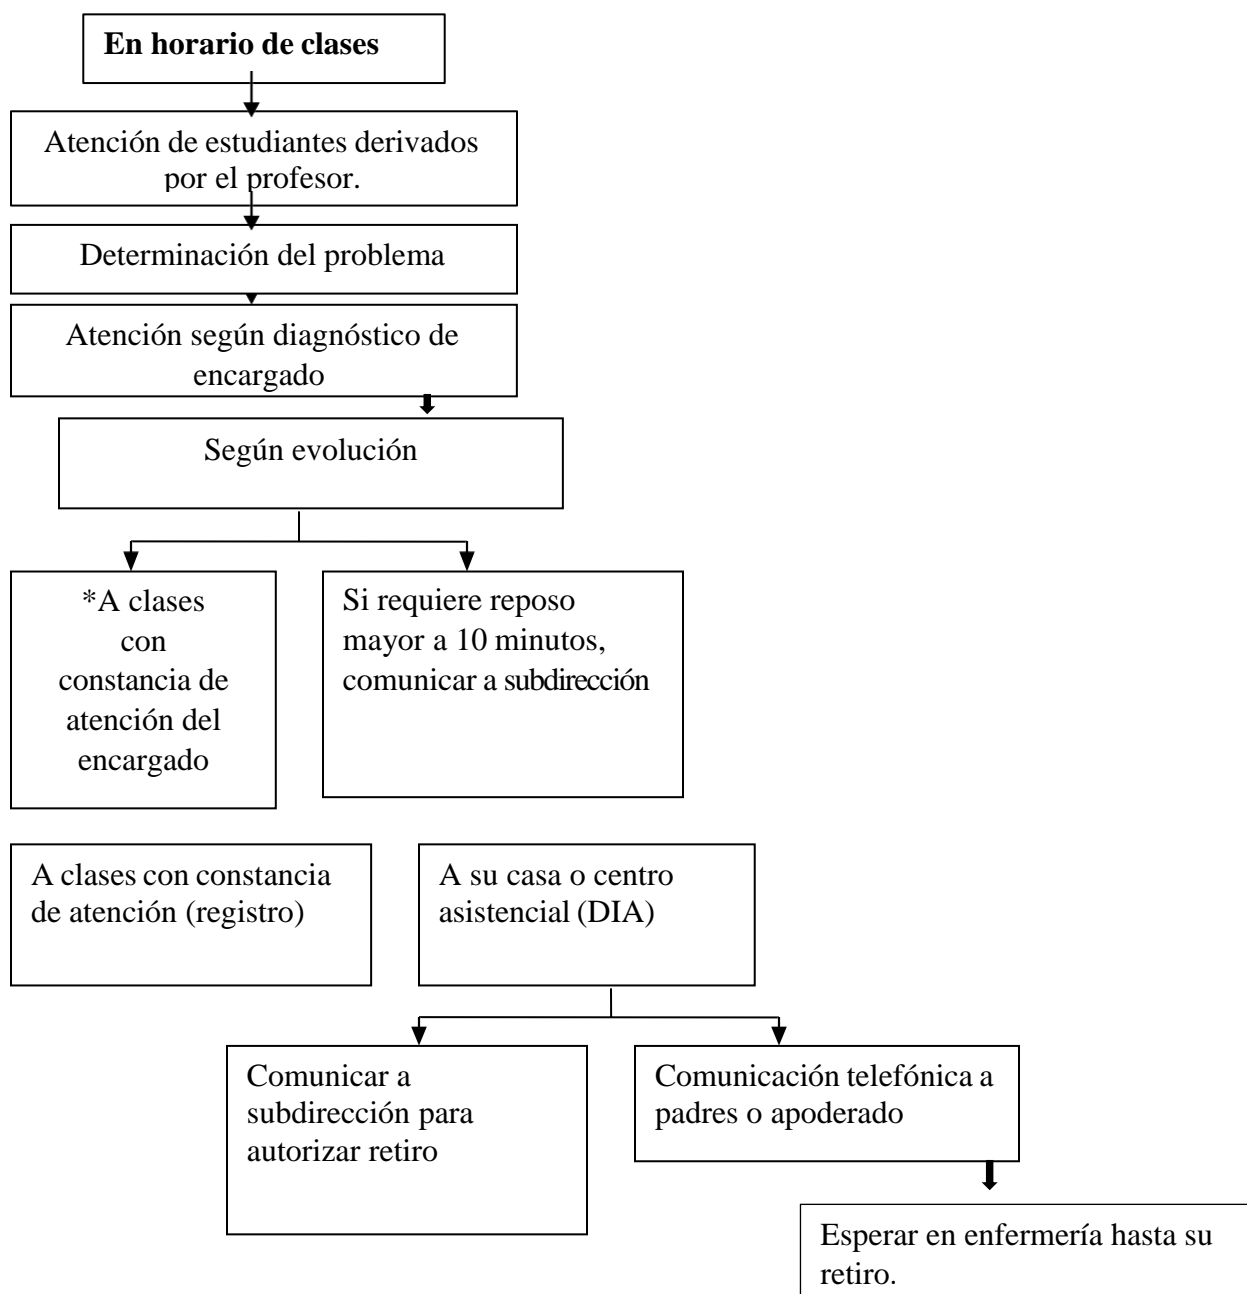 En horario de clases
Atención de estudiantes derivados
por el profesor.
Determinación del problema
Atención según diagnóstico de
encargado
Según evolución
*A clases
con
constancia de
atención del
encargado
Si requiere reposo
mayor a 10 minutos,
comunicar a subdirección
A clases con constancia
de atención (registro)
A su casa o centro
asistencial (DIA)
Comunicar a
subdirección para
autorizar retiro
Comunicación telefónica a
padres o apoderado
Esperar en enfermería hasta su
retiro.